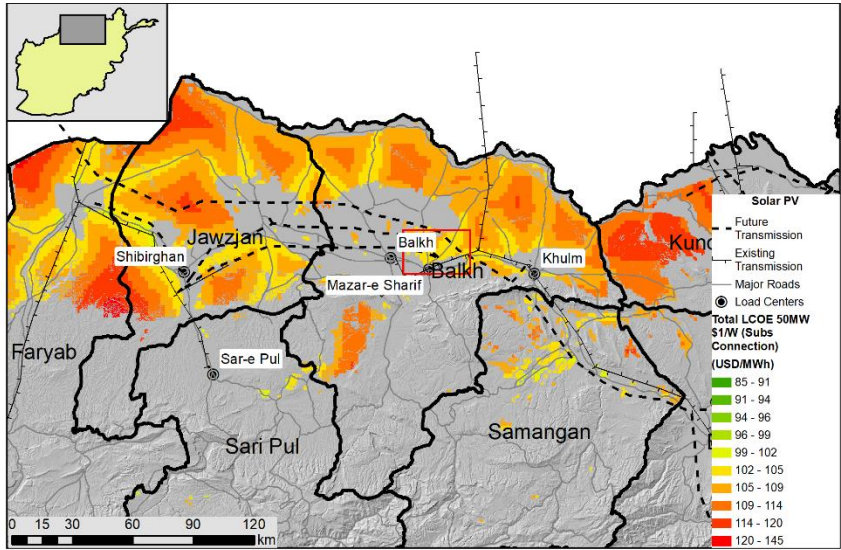 Jawzjan
Shibirghan
Balkh
Mazar-e Sharif
Balkh
Khulm
Faryab
Sar-e Pul
Sari Pul
Samangan
Kund
Solar PV
Future
Transmission
Existing
Transmission
Major Roads
Load Centers
Total LCOE 50MW
$1/W (Subs
Connection)
(USD/MWh)
85 - 91
91 - 94
94 - 96
96 - 99
99 - 102
102 - 105
105 - 109
109 - 114
114 - 120
120 - 145
0 15 30 60 90 120
km